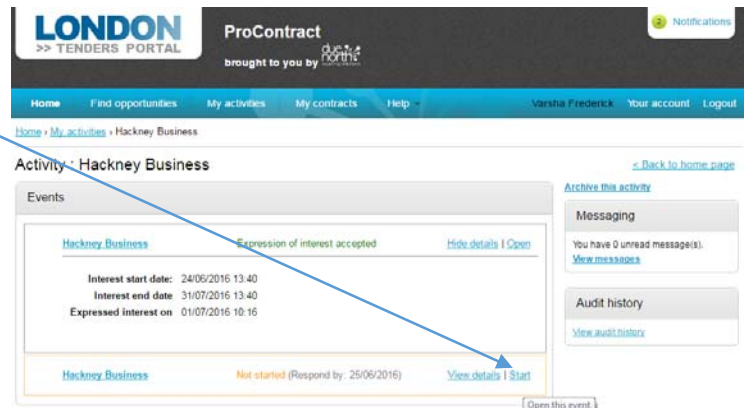 LONDON
>> TENDERS PORTAL
ProContract
brought to you by due north
2 Notifications
Home Find opportunities My activities My contracts Help Varsha Frederick Your account Logout
Home › My activities › Hackney Business
Activity : Hackney Business
< Back to home page
Events
Archive this activity
Messaging
Hackney Business Expression of interest accepted Hide details | Open
You have 0 unread message(s).
View messages
Interest start date: 24/06/2016 13:40
Interest end date 31/07/2016 13:40
Expressed interest on 01/07/2016 10:16
Audit history
View audit history
Hackney Business Not started (Respond by: 25/06/2016) View details | Start
Open this event.